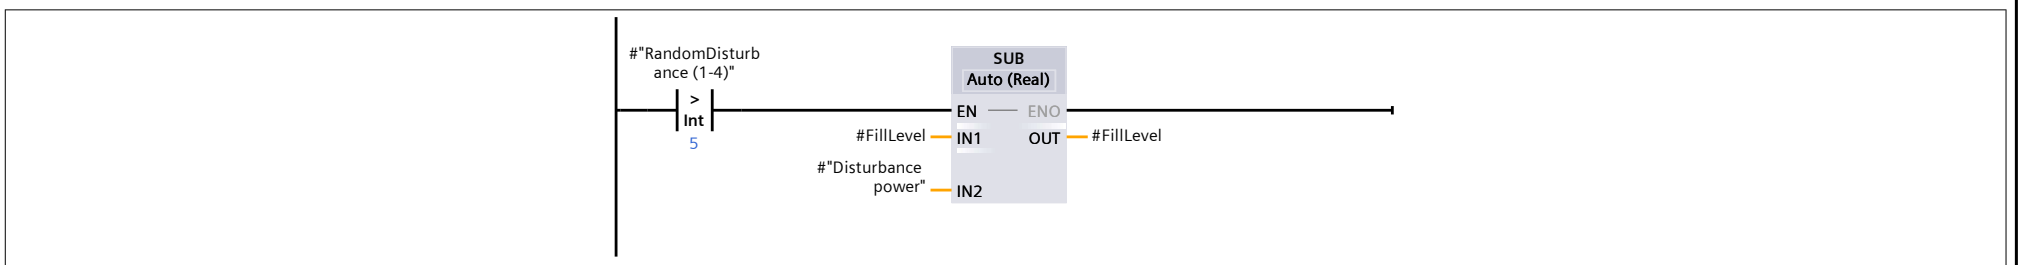 #"RandomDisturb
ance (1-4)"
>
Int
5
SUB
Auto (Real)
EN
ENO
#FillLevel
IN1
OUT
#FillLevel
#"Disturbance
power"
IN2